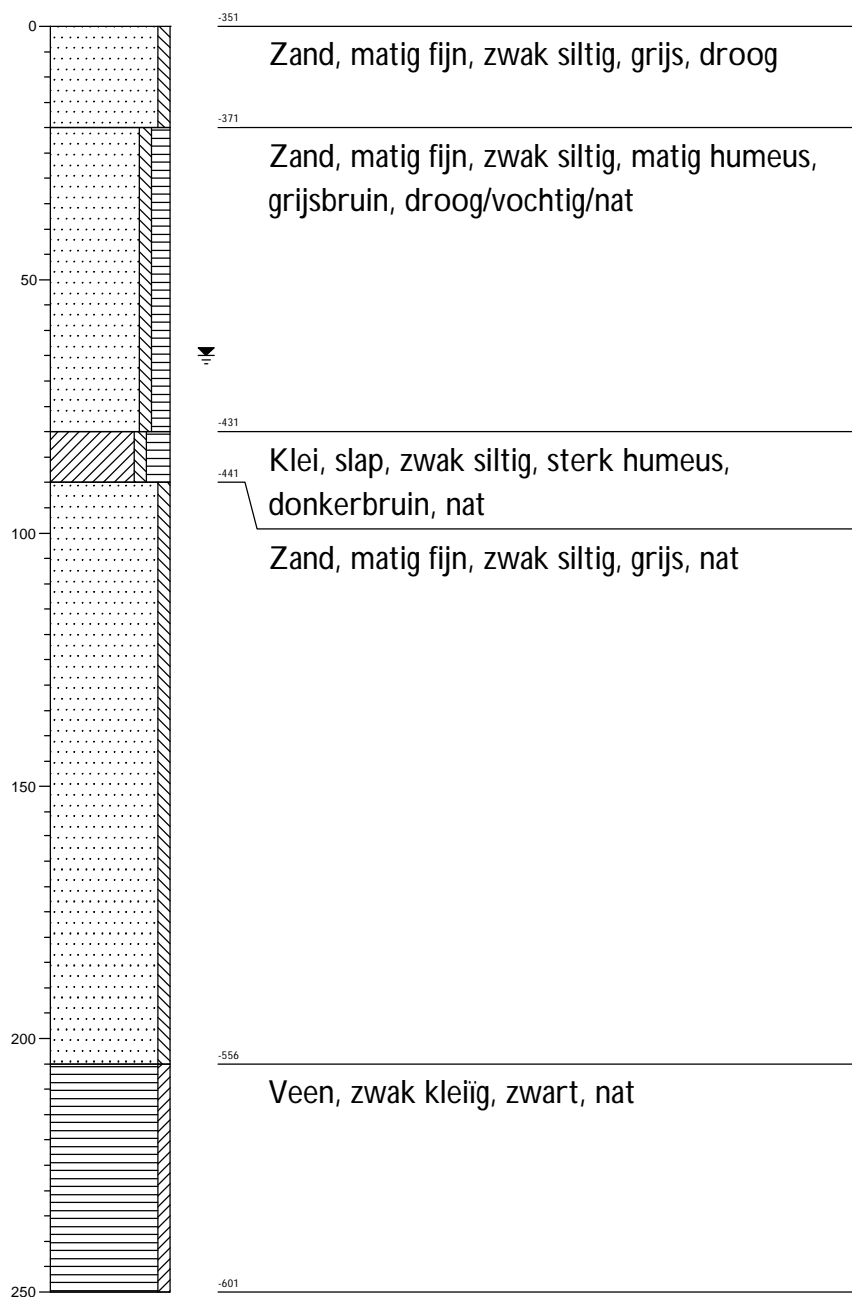 0
-351
Zand, matig fijn, zwak siltig, grijs, droog
-371
Zand, matig fijn, zwak siltig, matig humeus,
grijsbruin, droog/vochtig/nat
50
-431
Klei, slap, zwak siltig, sterk humeus,
-441
donkerbruin, nat
100
Zand, matig fijn, zwak siltig, grijs, nat
150
200
-556
Veen, zwak kleiïg, zwart, nat
250
-601